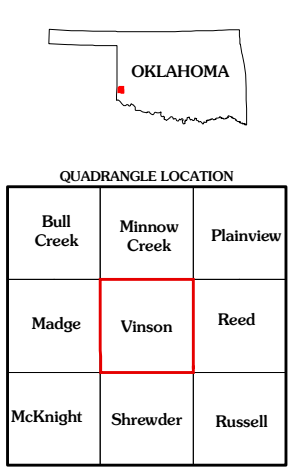 OKLAHOMA
QUADRANGLE LOCATION
Bull
Creek
Minnow
Creek
Plainview
Madge
Vinson
Reed
McKnight
Shrewder
Russell